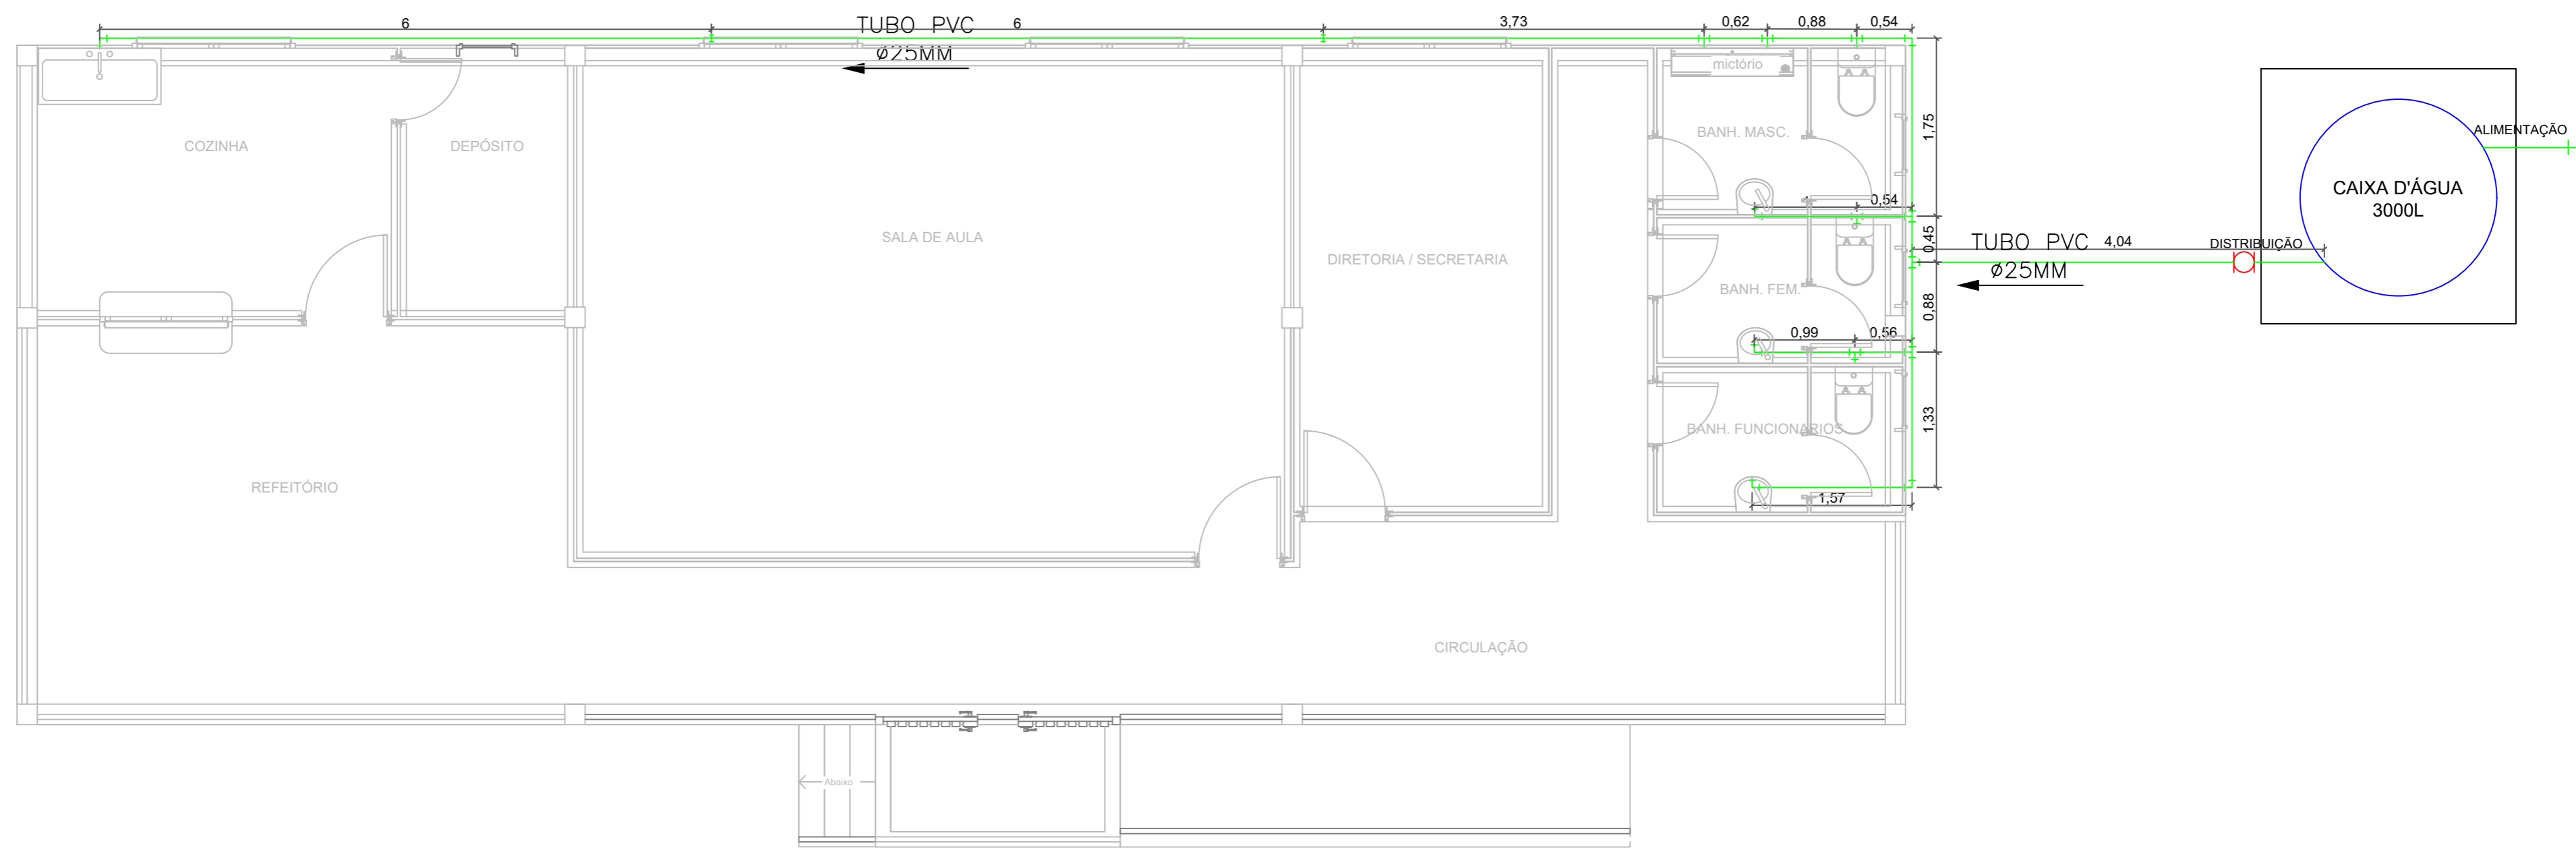 6
TUBO PVC
6
3,73
0,62
0,88
0,54
ø25MM
mictório
COZINHA
DEPÓSITO
BANH. MASC.
1,75
ALIMENTAÇÃO
CAIXA D'ÁGUA
3000L
0,54
SALA DE AULA
0,45
TUBO PVC
4,04
DISTRIBUIÇÃO
DIRETORIA / SECRETARIA
ø25MM
BANH. FEM.
0,88
0,99
0,56
1,33
BANH. FUNCIONARIOS
REFEITÓRIO
1,57
CIRCULAÇÃO
Abaixo